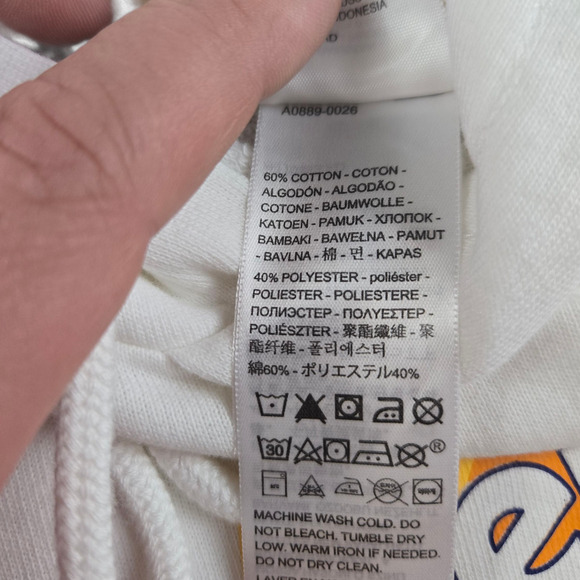 DONESIA
A0889-0026
60% COTTON - COTON -
ALGODÓN - ALGODÃO -
COTONE - BAUMWOLLE -
KATOEN - PAMUK - ХЛОПОК -
BAMBAKI - BAWEŁNA - PAMUT
- BAVLNA - 棉 - 면 - KAPAS
40% POLYESTER - poliéster -
POLIESTER - POLIESTERE -
ПОЛИЭСТЕР - ΠΟΛΥΕΣΤΕΡ -
POLIÉSZTER - 聚酯纖維 - 聚
酯纤维 - 폴리에스터
綿60% - ポリエステル40%
30
®
MACHINE WASH COLD. DO
NOT BLEACH. TUMBLE DRY
LOW. WARM IRON IF NEEDED.
DO NOT DRY CLEAN.